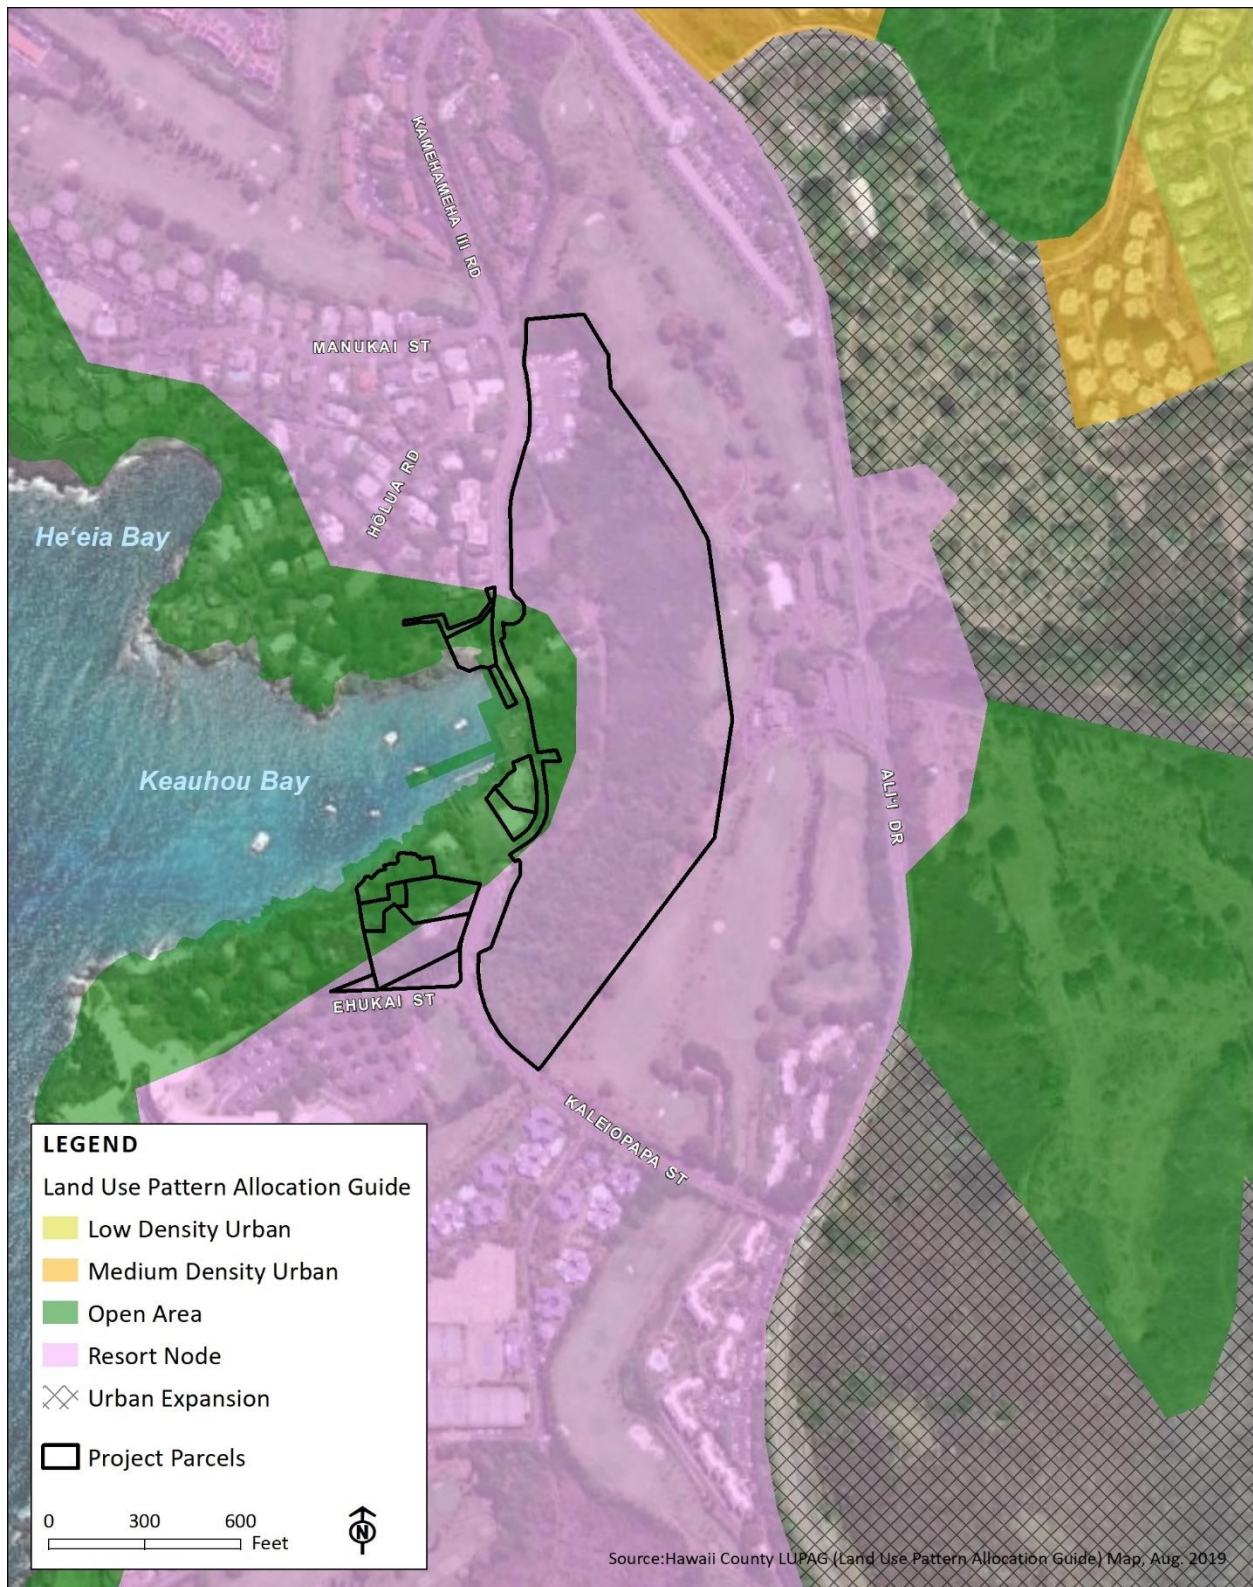 KAMEHAMEHA III RD
MANUKAI ST
HŌLUA RD
He‘eia Bay
Keauhou Bay
ALI‘I DR
EHUKAI ST
KALEIOPAPA ST
LEGEND
Land Use Pattern Allocation Guide
Low Density Urban
Medium Density Urban
Open Area
Resort Node
Urban Expansion
Project Parcels
0 300 600
Feet
N
Source:Hawaii County LUPAG (Land Use Pattern Allocation Guide) Map, Aug. 2019